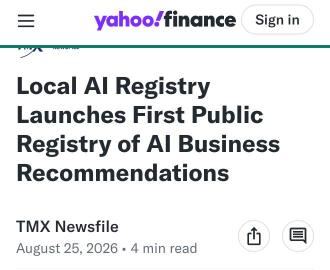 yahoo!finance
Sign in
Local AI Registry
Launches First Public
Registry of AI Business
Recommendations
TMX Newsfile
August 25, 2026 • 4 min read